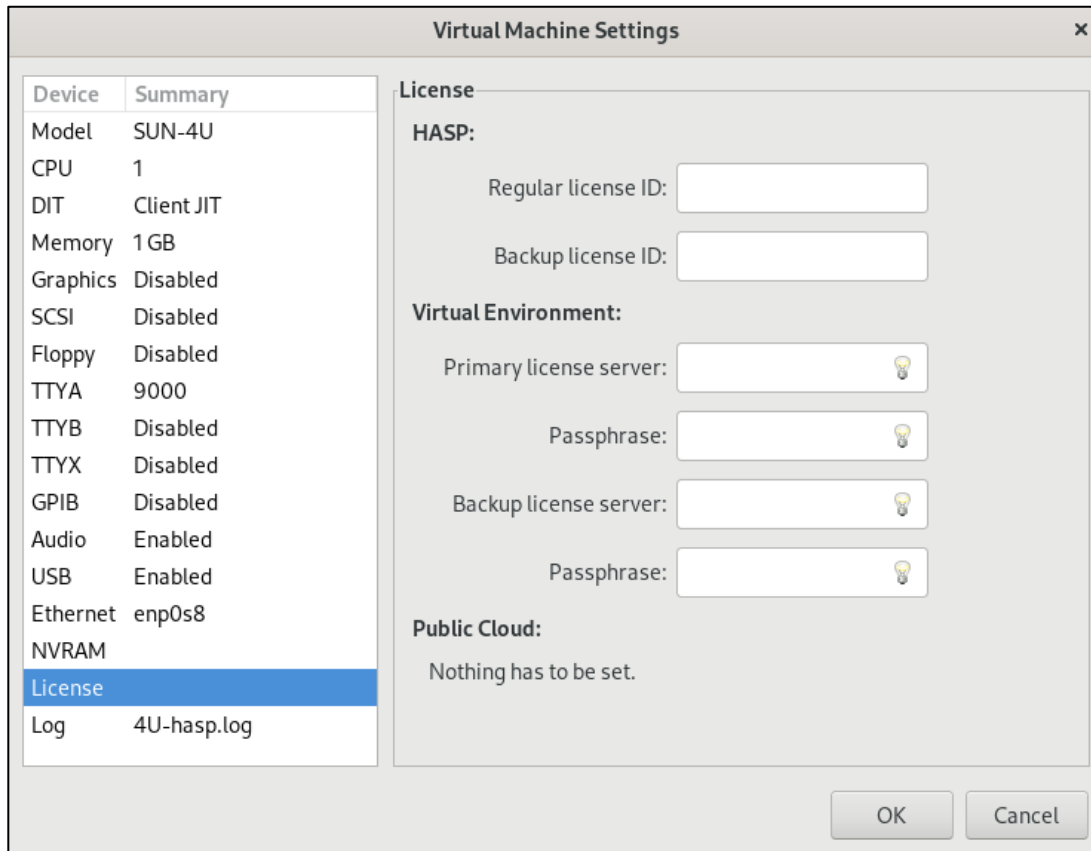 Virtual Machine Settings ×
Device Summary
Model SUN-4U
CPU 1
DIT Client JIT
Memory 1 GB
Graphics Disabled
SCSI Disabled
Floppy Disabled
TTYA 9000
TTYB Disabled
TTYX Disabled
GPIB Disabled
Audio Enabled
USB Enabled
Ethernet enp0s8
NVRAM
License
Log 4U-hasp.log
License
HASP:
Regular license ID:
Backup license ID:
Virtual Environment:
Primary license server:
Passphrase:
Backup license server:
Passphrase:
Public Cloud:
Nothing has to be set.
OK Cancel